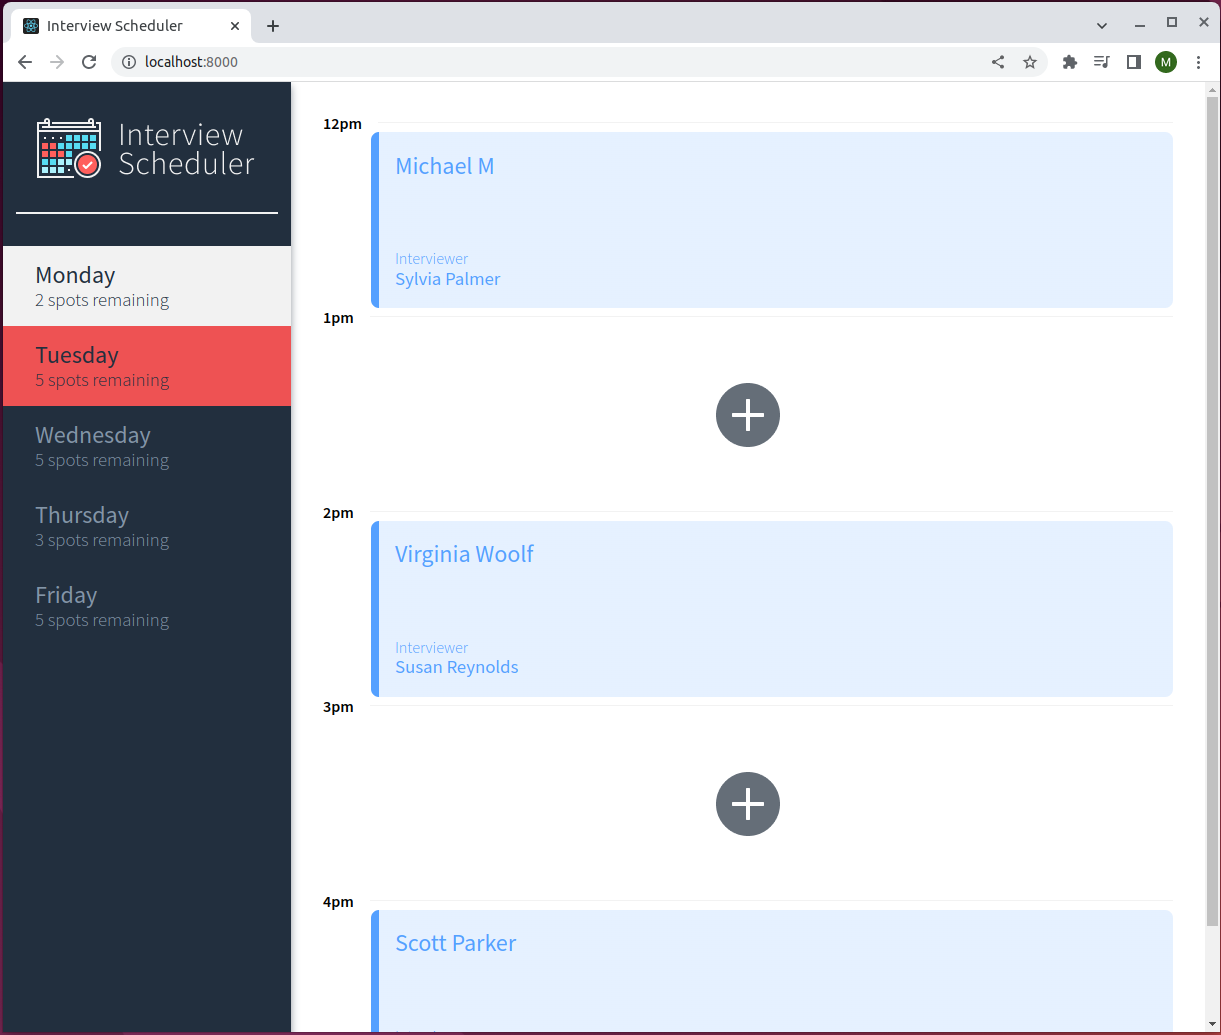 Interview Scheduler
localhost:8000
M
Interview
Scheduler
Monday
2 spots remaining
Tuesday
5 spots remaining
Wednesday
5 spots remaining
Thursday
3 spots remaining
Friday
5 spots remaining
12pm
Michael M
Interviewer
Sylvia Palmer
1pm
2pm
Virginia Woolf
Interviewer
Susan Reynolds
3pm
4pm
Scott Parker